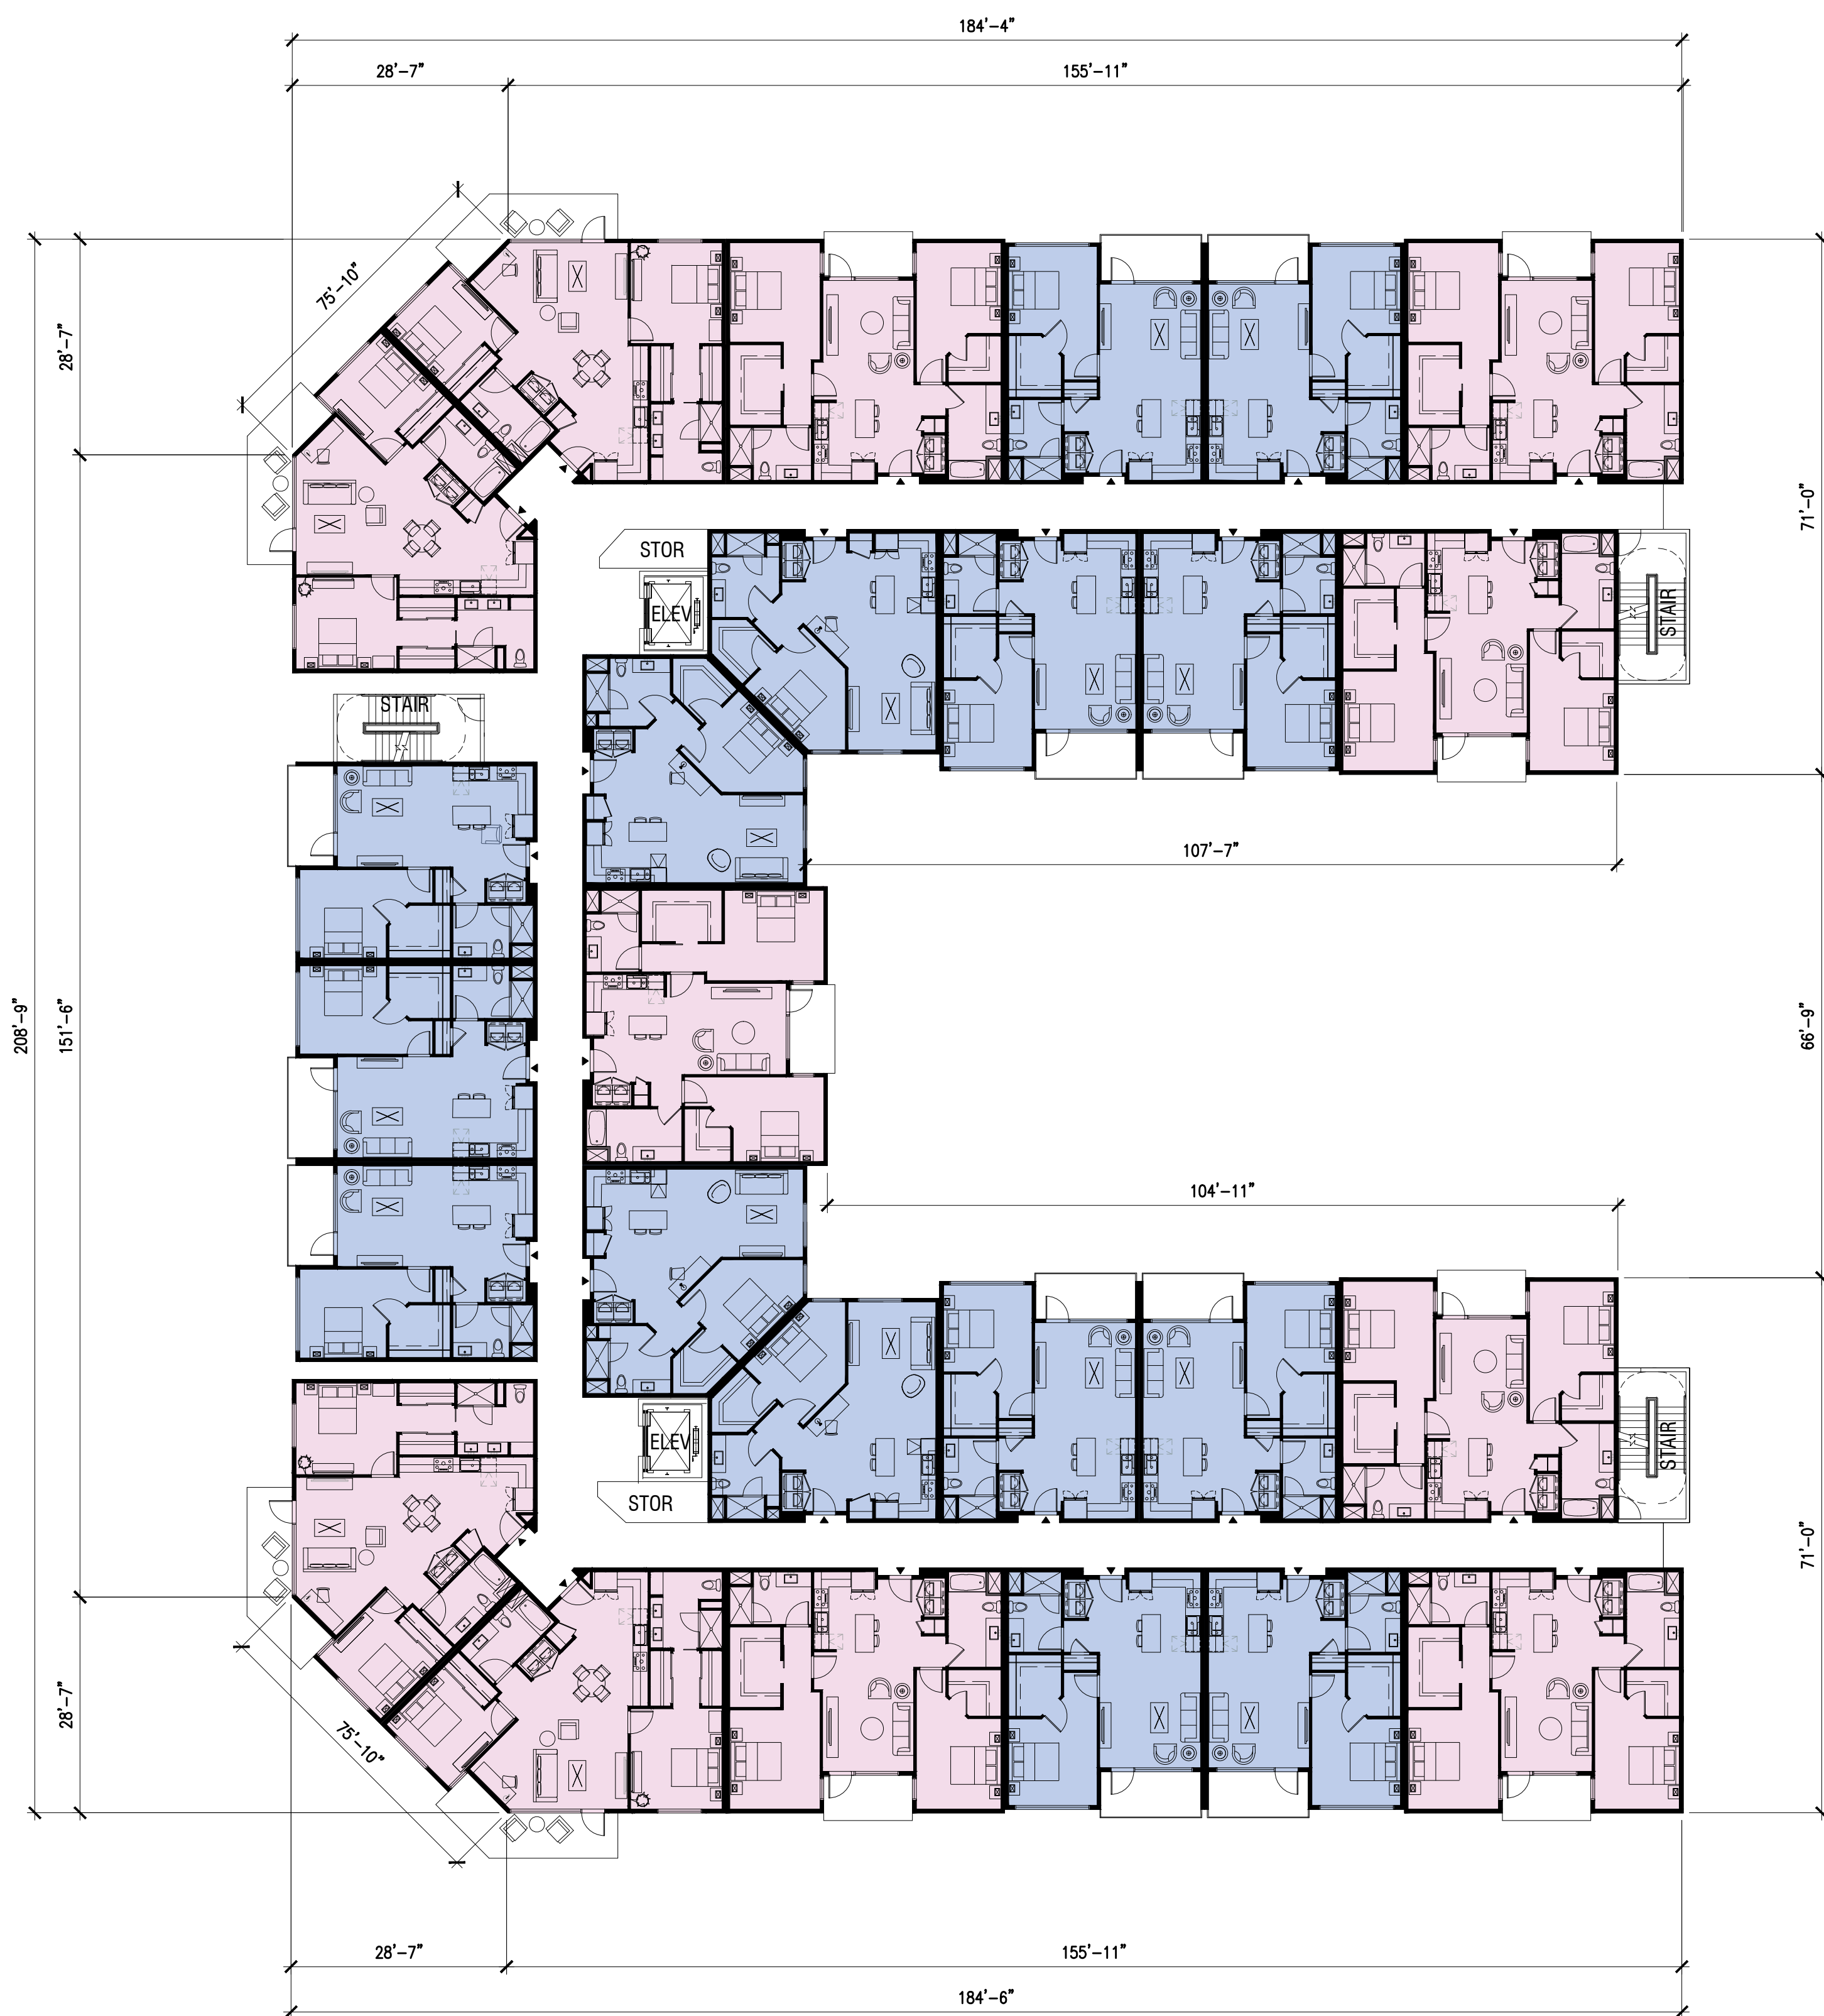 184'-4"
28'-7"
155'-11"
75'-10"
28'-7"
71'-0"
STOR
ELEV
STAIR
STAIR
107'-7"
208'-9"
151'-6"
66'-9"
104'-11"
ELEV
STAIR
STOR
71'-0"
28'-7"
75'-10"
28'-7"
155'-11"
184'-6"